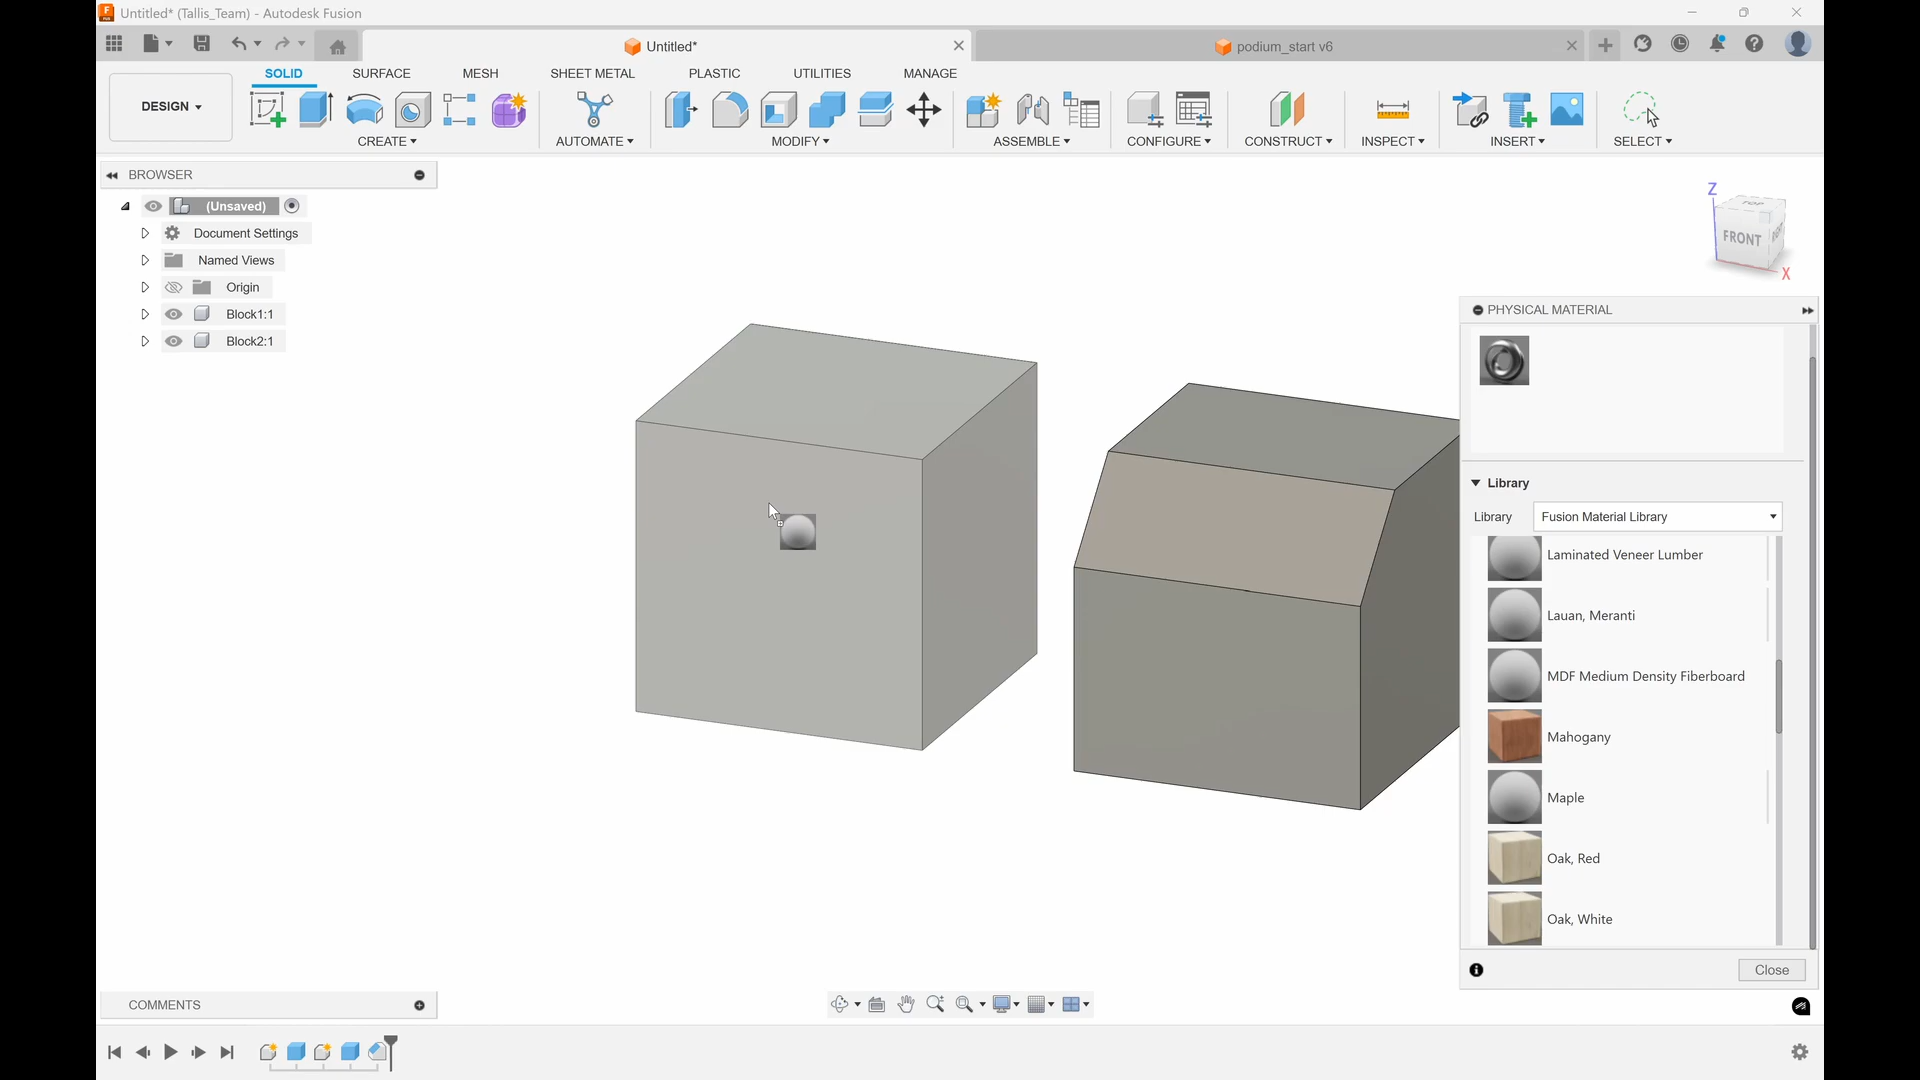 Untitled* (Tallis_Team) - Autodesk Fusion
Untitled*
podium_start v6
SOLID
SURFACE
MESH
SHEET METAL
PLASTIC
UTILITIES
MANAGE
DESIGN
CREATE
AUTOMATE
MODIFY
ASSEMBLE
CONFIGURE
CONSTRUCT
INSPECT
INSERT
SELECT
BROWSER
(Unsaved)
Document Settings
Named Views
Origin
Block1:1
Block2:1
Z
TOP
FRONT
RIGHT
X
PHYSICAL MATERIAL
Library
Library
Fusion Material Library
Laminated Veneer Lumber
Lauan, Meranti
MDF Medium Density Fiberboard
Mahogany
Maple
Oak, Red
Oak, White
Close
COMMENTS